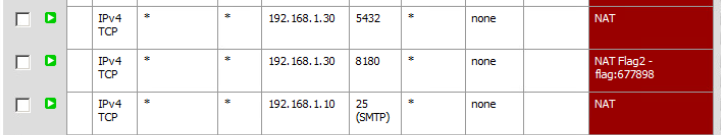 IPv4 TCP * * 192.168.1.30 5432 * none NAT
IPv4 TCP * * 192.168.1.30 8180 * none NAT Flag2 - flag:677898
IPv4 TCP * * 192.168.1.10 25 (SMTP) * none NAT